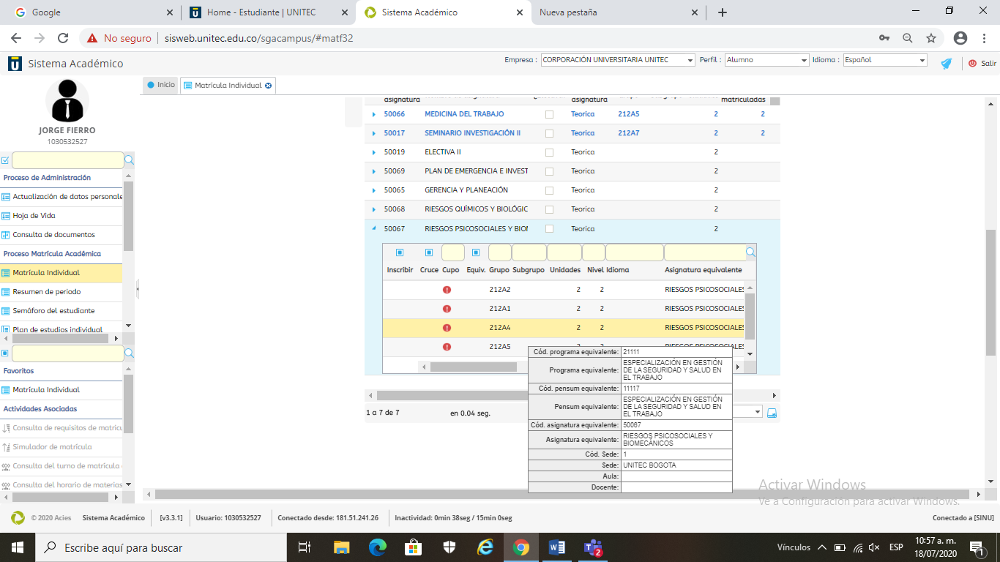 Google
Home - Estudiante | UNITEC
Sistema Académico
Nueva pestaña
No seguro | sisweb.unitec.edu.co/sgacampus/#matf32
Sistema Académico
Empresa : CORPORACIÓN UNIVERSITARIA UNITEC Perfil : Alumno Idioma : Español Salir
Inicio
Matrícula Individual
JORGE FIERRO
1030532527
Proceso de Administración
Actualización de datos personale
Hoja de Vida
Consulta de documentos
Proceso Matrícula Académica
Matrícula Individual
Resumen de periodo
Semáforo del estudiante
Plan de estudios individual
Favoritos
Matrícula Individual
Actividades Asociadas
Consulta de requisitos de matrícu
Simulador de matrícula
Consulta del turno de matrícula
Consulta del horario de materias
asignatura asignatura matriculadas
50066 MEDICINA DEL TRABAJO Teorica 212A5 2 2
50017 SEMINARIO INVESTIGACIÓN II Teorica 212A7 2 2
50019 ELECTIVA II Teorica 2
50069 PLAN DE EMERGENCIA E INVEST Teorica 2
50065 GERENCIA Y PLANEACIÓN Teorica 2
50068 RIESGOS QUÍMICOS Y BIOLÓGIC Teorica 2
50067 RIESGOS PSICOSOCIALES Y BIOM Teorica 2
Inscribir Cruce Cupo Equiv. Grupo Subgrupo Unidades Nivel Idioma Asignatura equivalente
212A2 2 2 RIESGOS PSICOSOCIALES
212A1 2 2 RIESGOS PSICOSOCIALES
212A4 2 2 RIESGOS PSICOSOCIALES
212A5 2 2 RIESGOS PSICOSOCIALES
Cód. programa equivalente: 21111
Programa equivalente: ESPECIALIZACIÓN EN GESTIÓN
DE LA SEGURIDAD Y SALUD EN
EL TRABAJO
Cód. pensum equivalente: 11117
Pensum equivalente: ESPECIALIZACIÓN EN GESTIÓN
DE LA SEGURIDAD Y SALUD EN
EL TRABAJO
Cód. asignatura equivalente: 50067
Asignatura equivalente: RIESGOS PSICOSOCIALES Y
BIOMECÁNICOS
Cód. Sede: 1
Sede: UNITEC BOGOTA
Aula:
Docente:
1 a 7 de 7 en 0.04 seg.
Activar Windows
Ve a Configuración para activar Windows.
© 2020 Acies Sistema Académico [v3.3.1] Usuario: 1030532527 Conectado desde: 181.51.241.26 Inactividad: 0min 38seg / 15min 0seg Conectado a [SINU]
Escribe aquí para buscar
Vínculos ESP 10:57 a. m.
18/07/2020
2
1